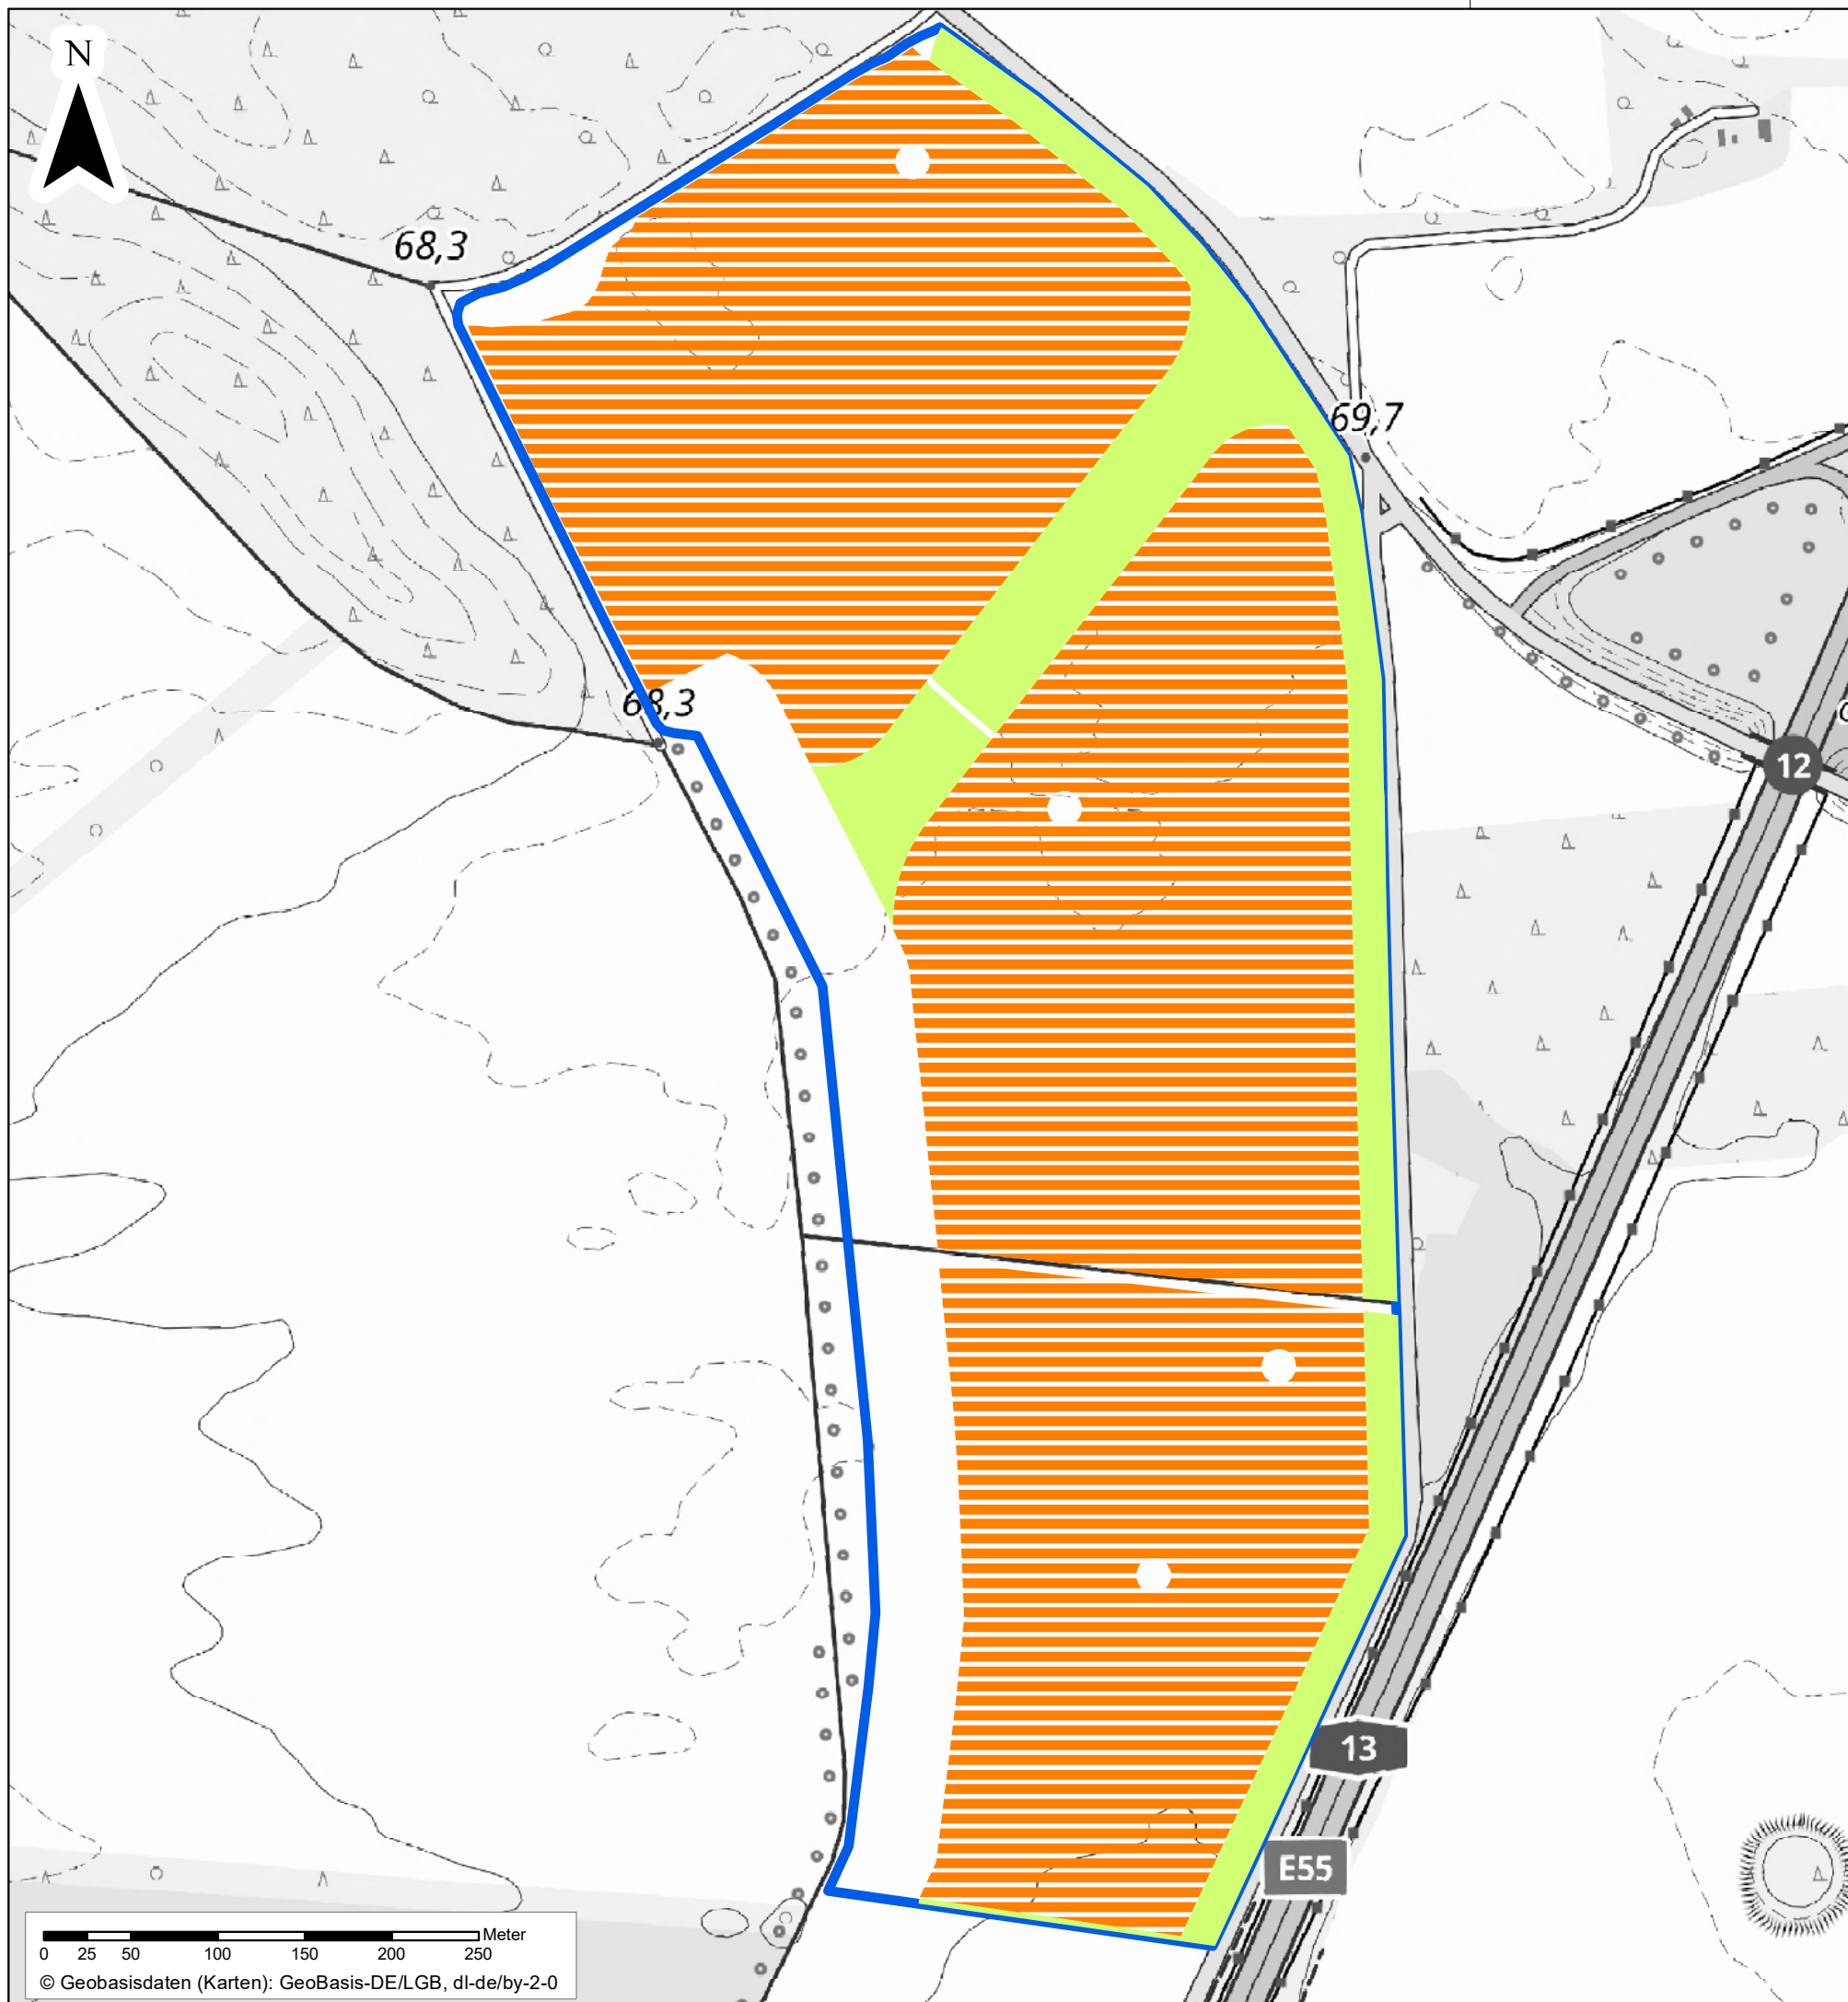 N
68,3
69,7
68,3
12
13
E55
Meter
0 25 50 100 150 200 250
© Geobasisdaten (Karten): GeoBasis-DE/LGB, dl-de/by-2-0